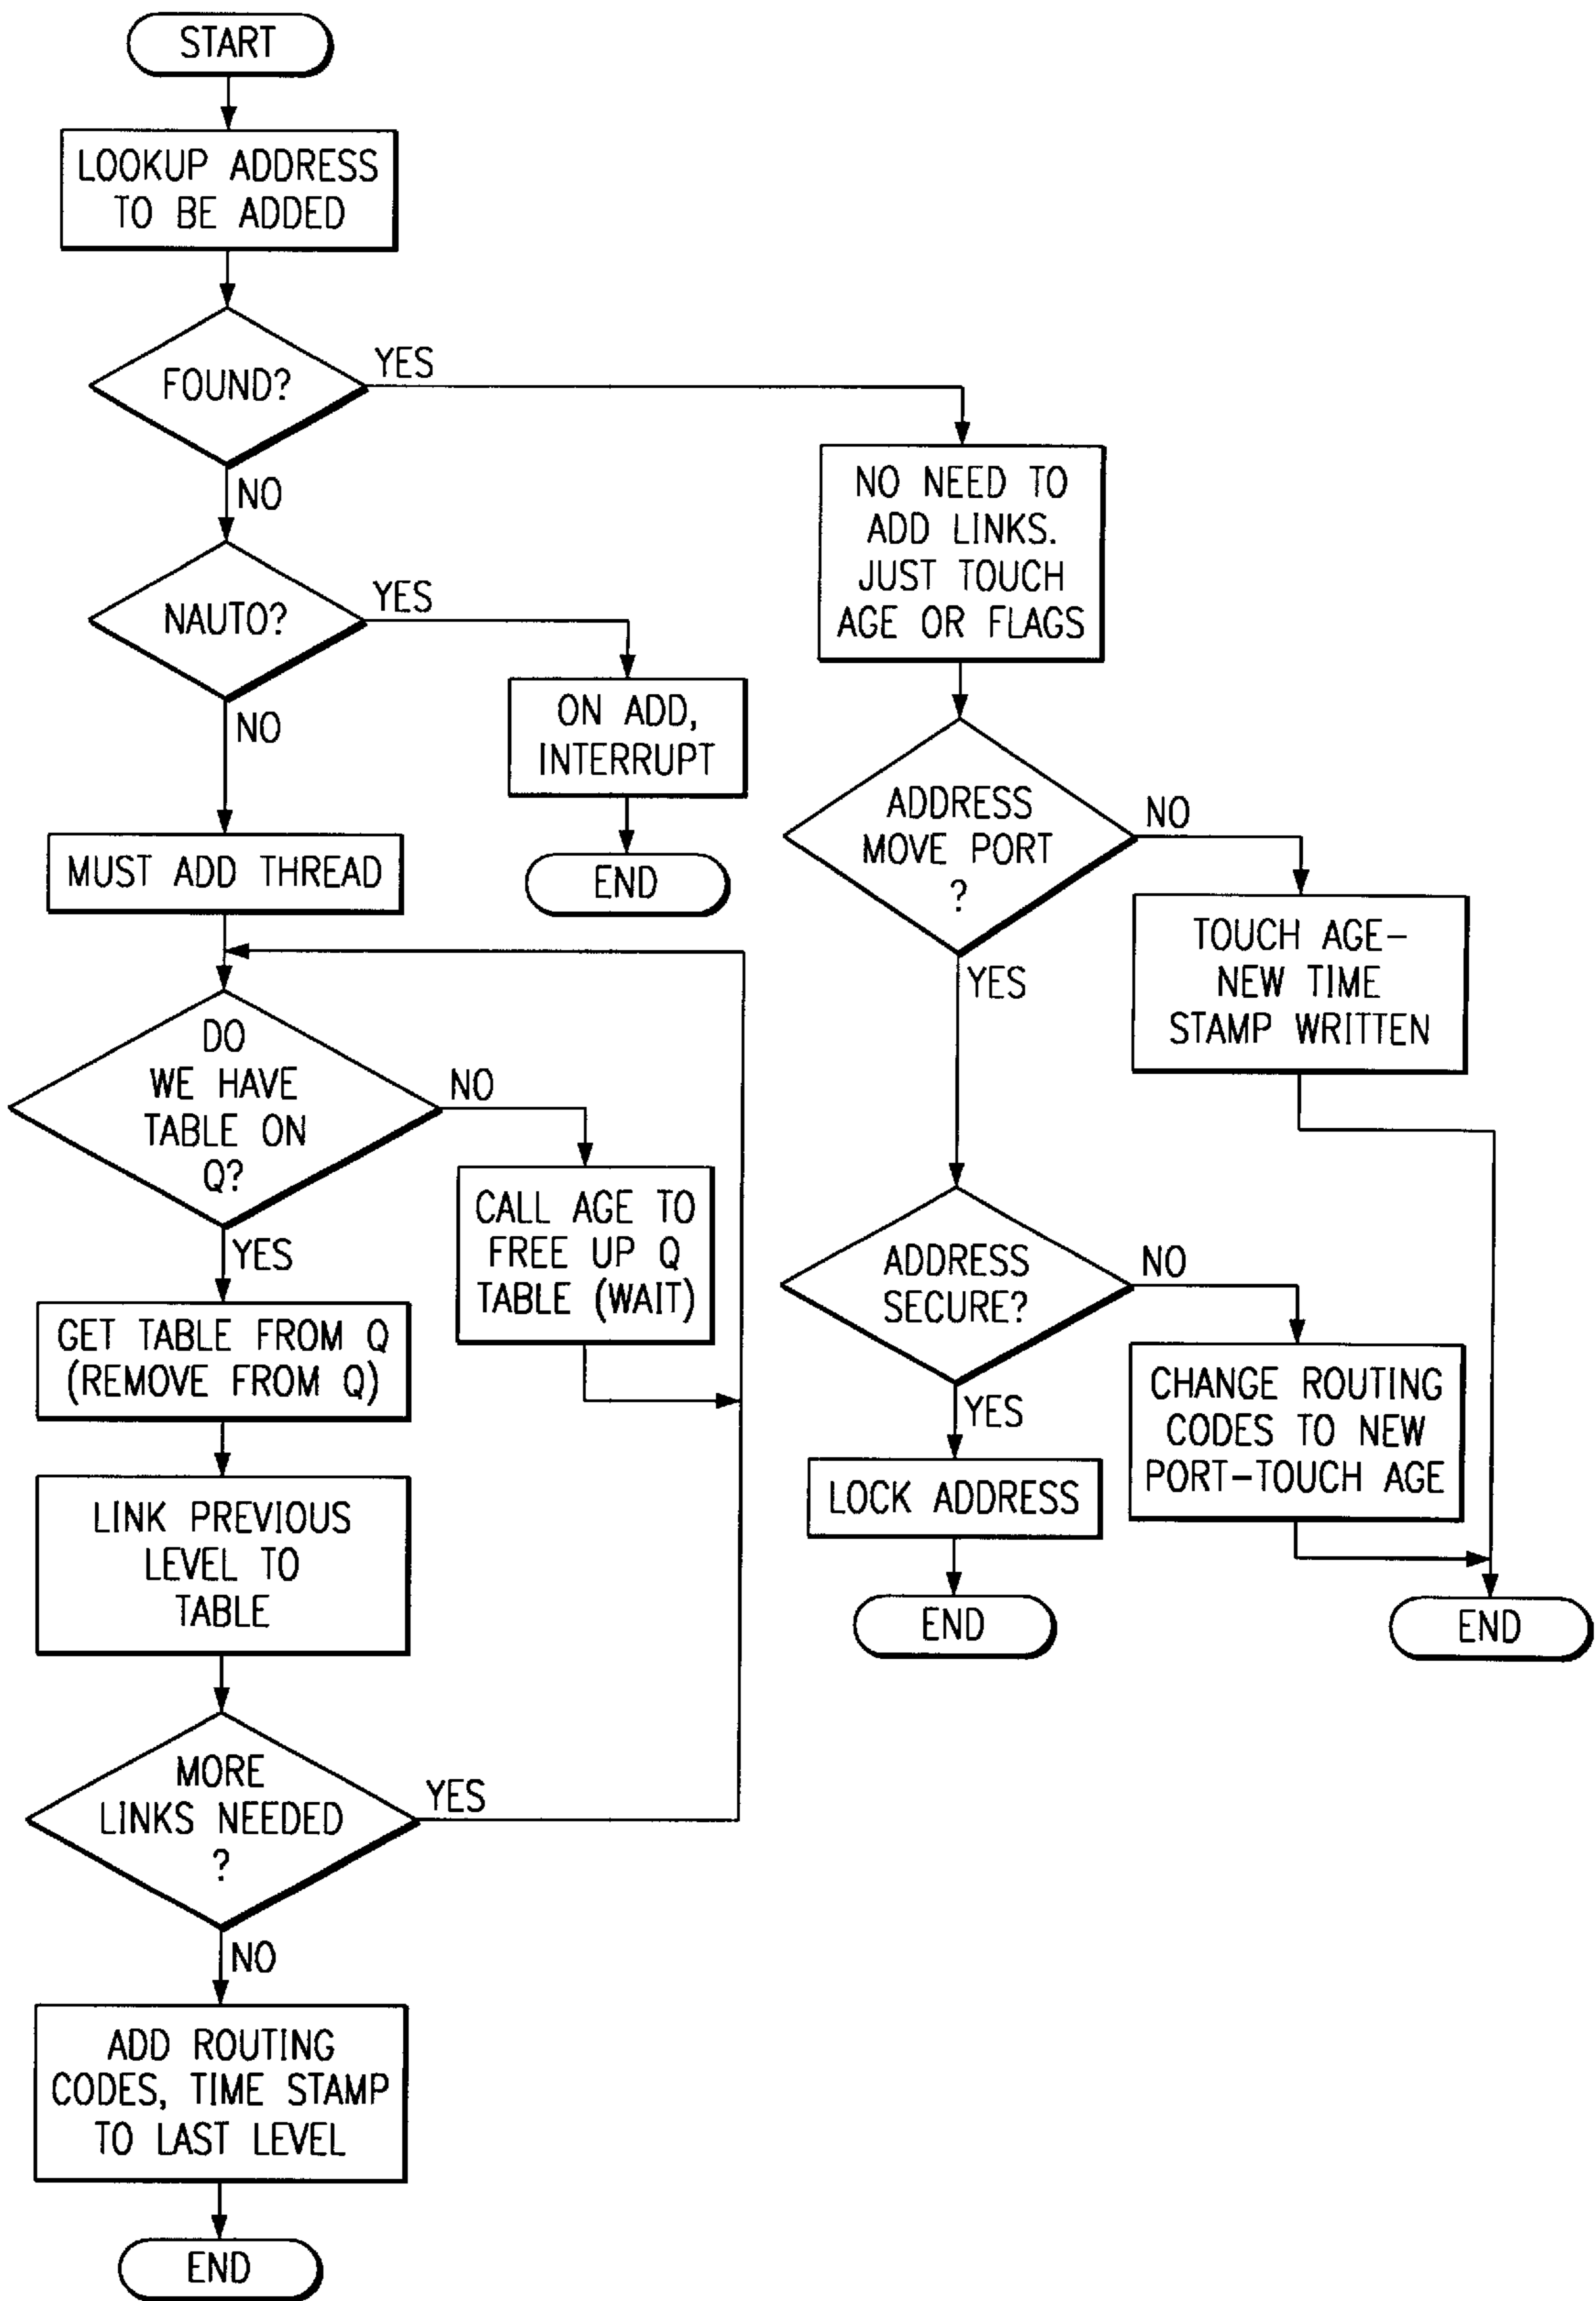 START
LOOKUP ADDRESS
TO BE ADDED
FOUND?
YES
NO
NAUTO?
YES
NO
ON ADD,
INTERRUPT
END
MUST ADD THREAD
DO
WE HAVE
TABLE ON
Q?
NO
YES
CALL AGE TO
FREE UP Q
TABLE (WAIT)
GET TABLE FROM Q
(REMOVE FROM Q)
LINK PREVIOUS
LEVEL TO
TABLE
MORE
LINKS NEEDED
?
YES
NO
ADD ROUTING
CODES, TIME STAMP
TO LAST LEVEL
END
NO NEED TO
ADD LINKS.
JUST TOUCH
AGE OR FLAGS
ADDRESS
MOVE PORT
?
NO
YES
TOUCH AGE-
NEW TIME
STAMP WRITTEN
ADDRESS
SECURE?
NO
YES
CHANGE ROUTING
CODES TO NEW
PORT-TOUCH AGE
LOCK ADDRESS
END
END